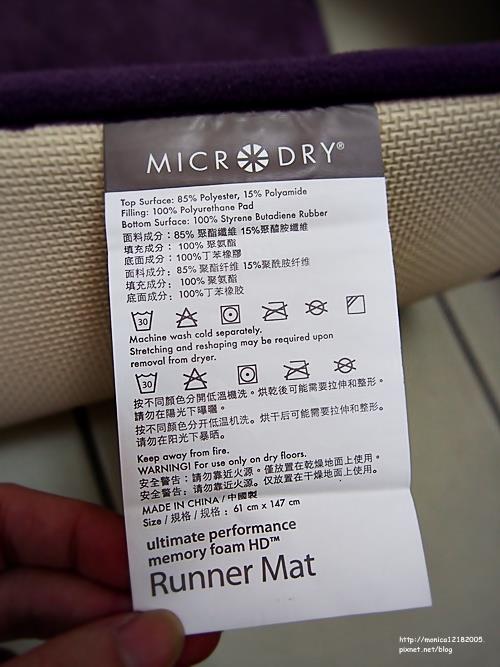 MICRODRY®
Top Surface: 85% Polyester, 15% Polyamide
Filling: 100% Polyurethane Pad
Bottom Surface: 100% Styrene Butadiene Rubber
面料成分：85% 聚酯纖維 15%聚醯胺纖維
填充成分： 100% 聚氨酯
底面成分：100%丁苯橡膠
面料成分：85% 聚酯纤维 15%聚酰胺纤维
填充成分： 100% 聚氨酯
底面成分：100%丁苯橡胶
30
Machine wash cold separately.
Stretching and reshaping may be required upon
removal from dryer.
30
按不同顏色分開低溫機洗。烘乾後可能需要拉伸和整形。
請勿在陽光下曝曬。
按不同颜色分开低温机洗。烘干后可能需要拉伸和整形。
请勿在阳光下暴晒。
Keep away from fire.
WARNING! For use only on dry floors.
安全警告：請勿靠近火源。僅放置在乾燥地面上使用。
安全警告：请勿靠近火源。仅放置在干燥地面上使用。
MADE IN CHINA / 中國製
Size / 規格 / 规格：61 cm x 147 cm
ultimate performance
memory foam HD™
Runner Mat
http://monica12182005.
pixnet.net/blog